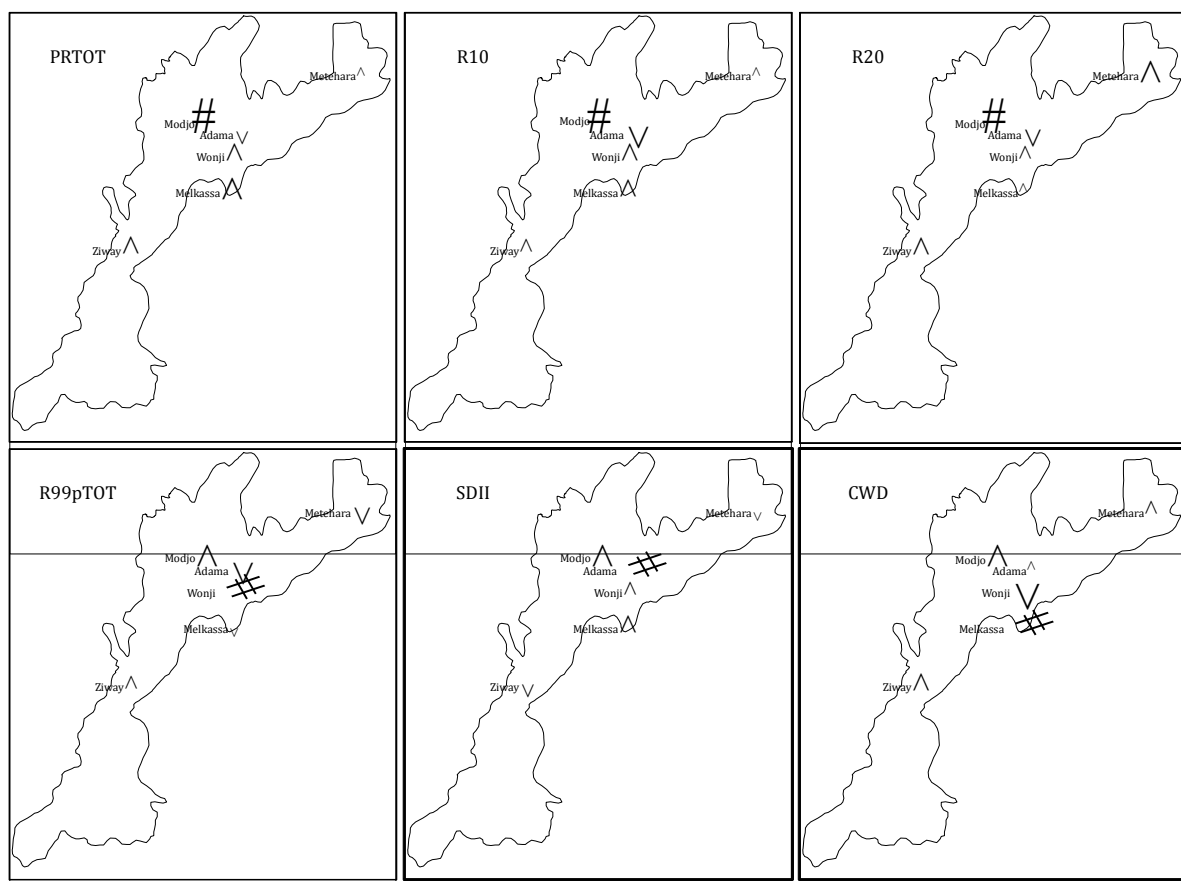 PRTOT
Metehara ∧
Modjo #
Adama ∨
Wonji ∧
Melkassa ∧
Ziway ∧
R10
Metehara ∧
Modjo #
Adama ∨
Wonji ∧
Melkassa ∧
Ziway ∧
R20
Metehara ∧
Modjo #
Adama ∨
Wonji ∧
Melkassa ∧
Ziway ∧
R99pTOT
Metehara ∨
Modjo ∧
Adama ∨
Wonji #
Melkassa ∨
Ziway ∧
SDII
Metehara ∨
Modjo ∧
Adama #
Wonji ∧
Melkassa ∧
Ziway ∨
CWD
Metehara ∧
Modjo ∧
Adama ∧
Wonji ∨
Melkassa #
Ziway ∧